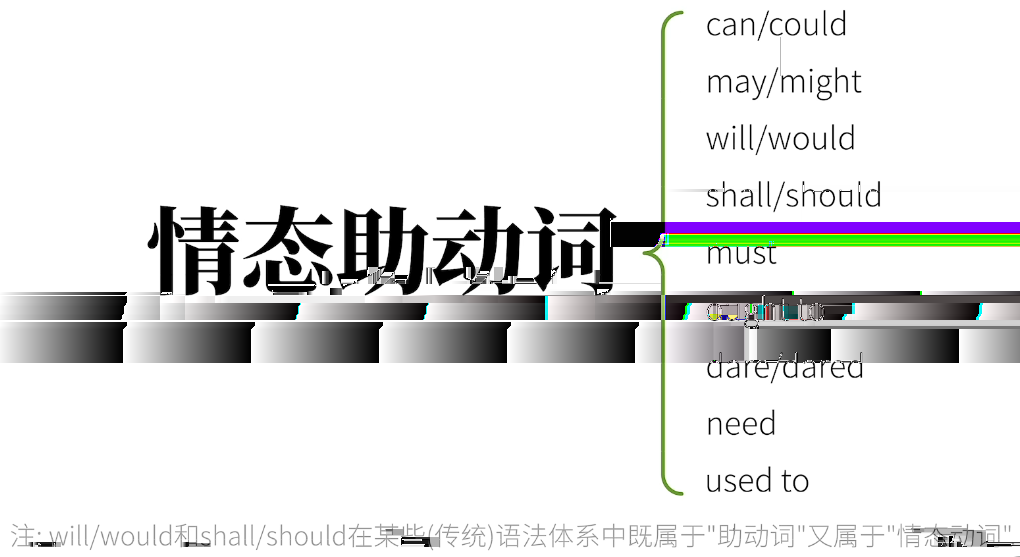 情态助动词
can/could
may/might
will/would
shall/should
must
dare/dared
need
used to
注: will/would和shall/should在某些(传统)语法体系中既属于"助动词"又属于"情态动词"